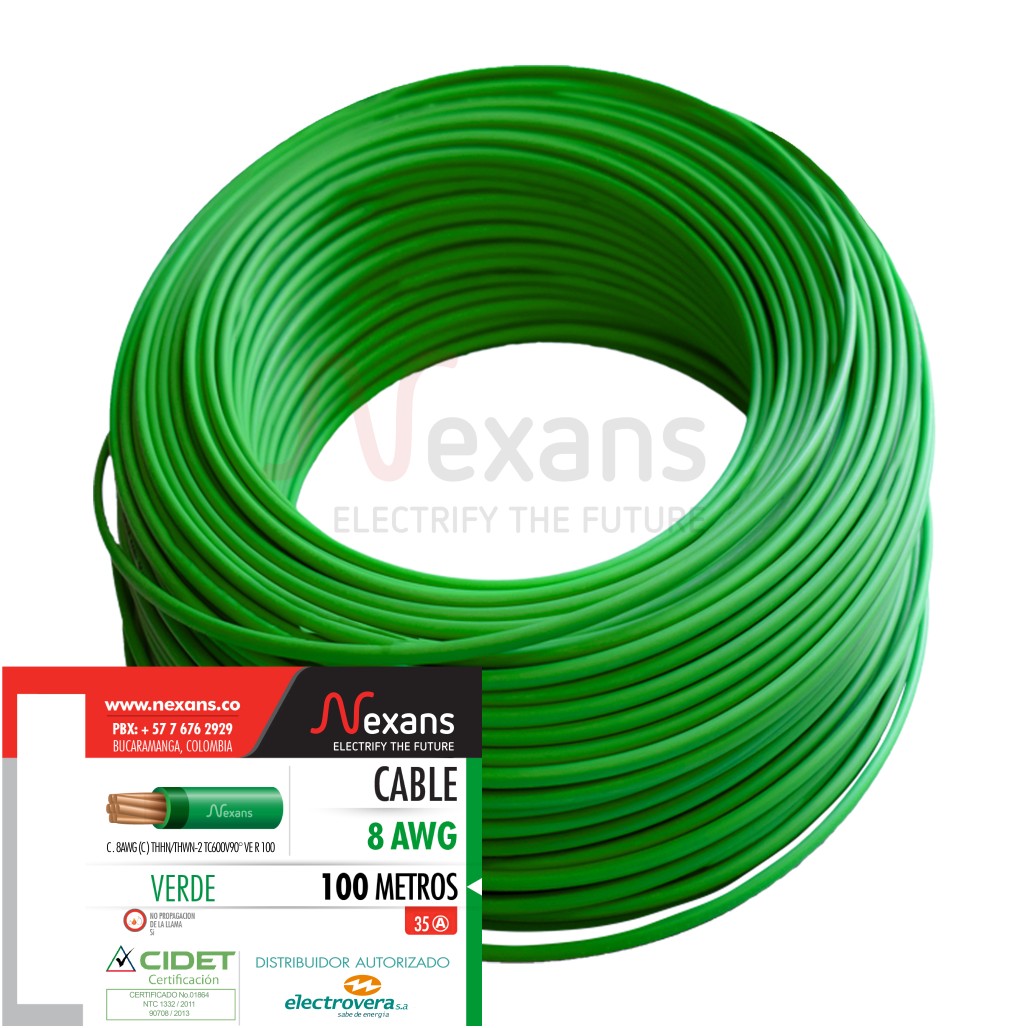 Nexans
ELECTRIFY THE FUTURE
www.nexans.co
PBX: + 57 7 676 2929
BUCARAMANGA, COLOMBIA
Nexans
ELECTRIFY THE FUTURE
CABLE
Nexans
8 AWG
C . 8AWG (C) THHN/THWN-2 TC600V90° VE R 100
VERDE
100 METROS
NO PROPAGACION
DE LA LLAMA
Si
35 A
CIDET
Certificación
CERTIFICADO No.01864
NTC 1332 / 2011
90708 / 2013
DISTRIBUIDOR AUTORIZADO
electrovera s.a
sabe de energia